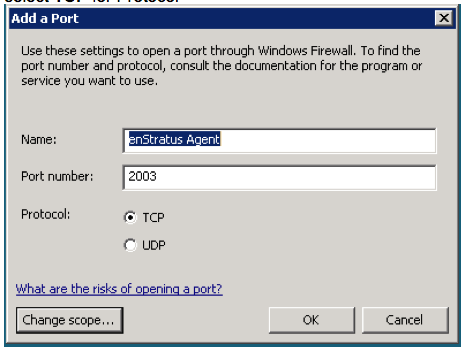 select TCP for Protocol
Add a Port
Use these settings to open a port through Windows Firewall. To find the
port number and protocol, consult the documentation for the program or
service you want to use.
Name: enStratus Agent
Port number: 2003
Protocol: TCP
UDP
What are the risks of opening a port?
Change scope... OK Cancel